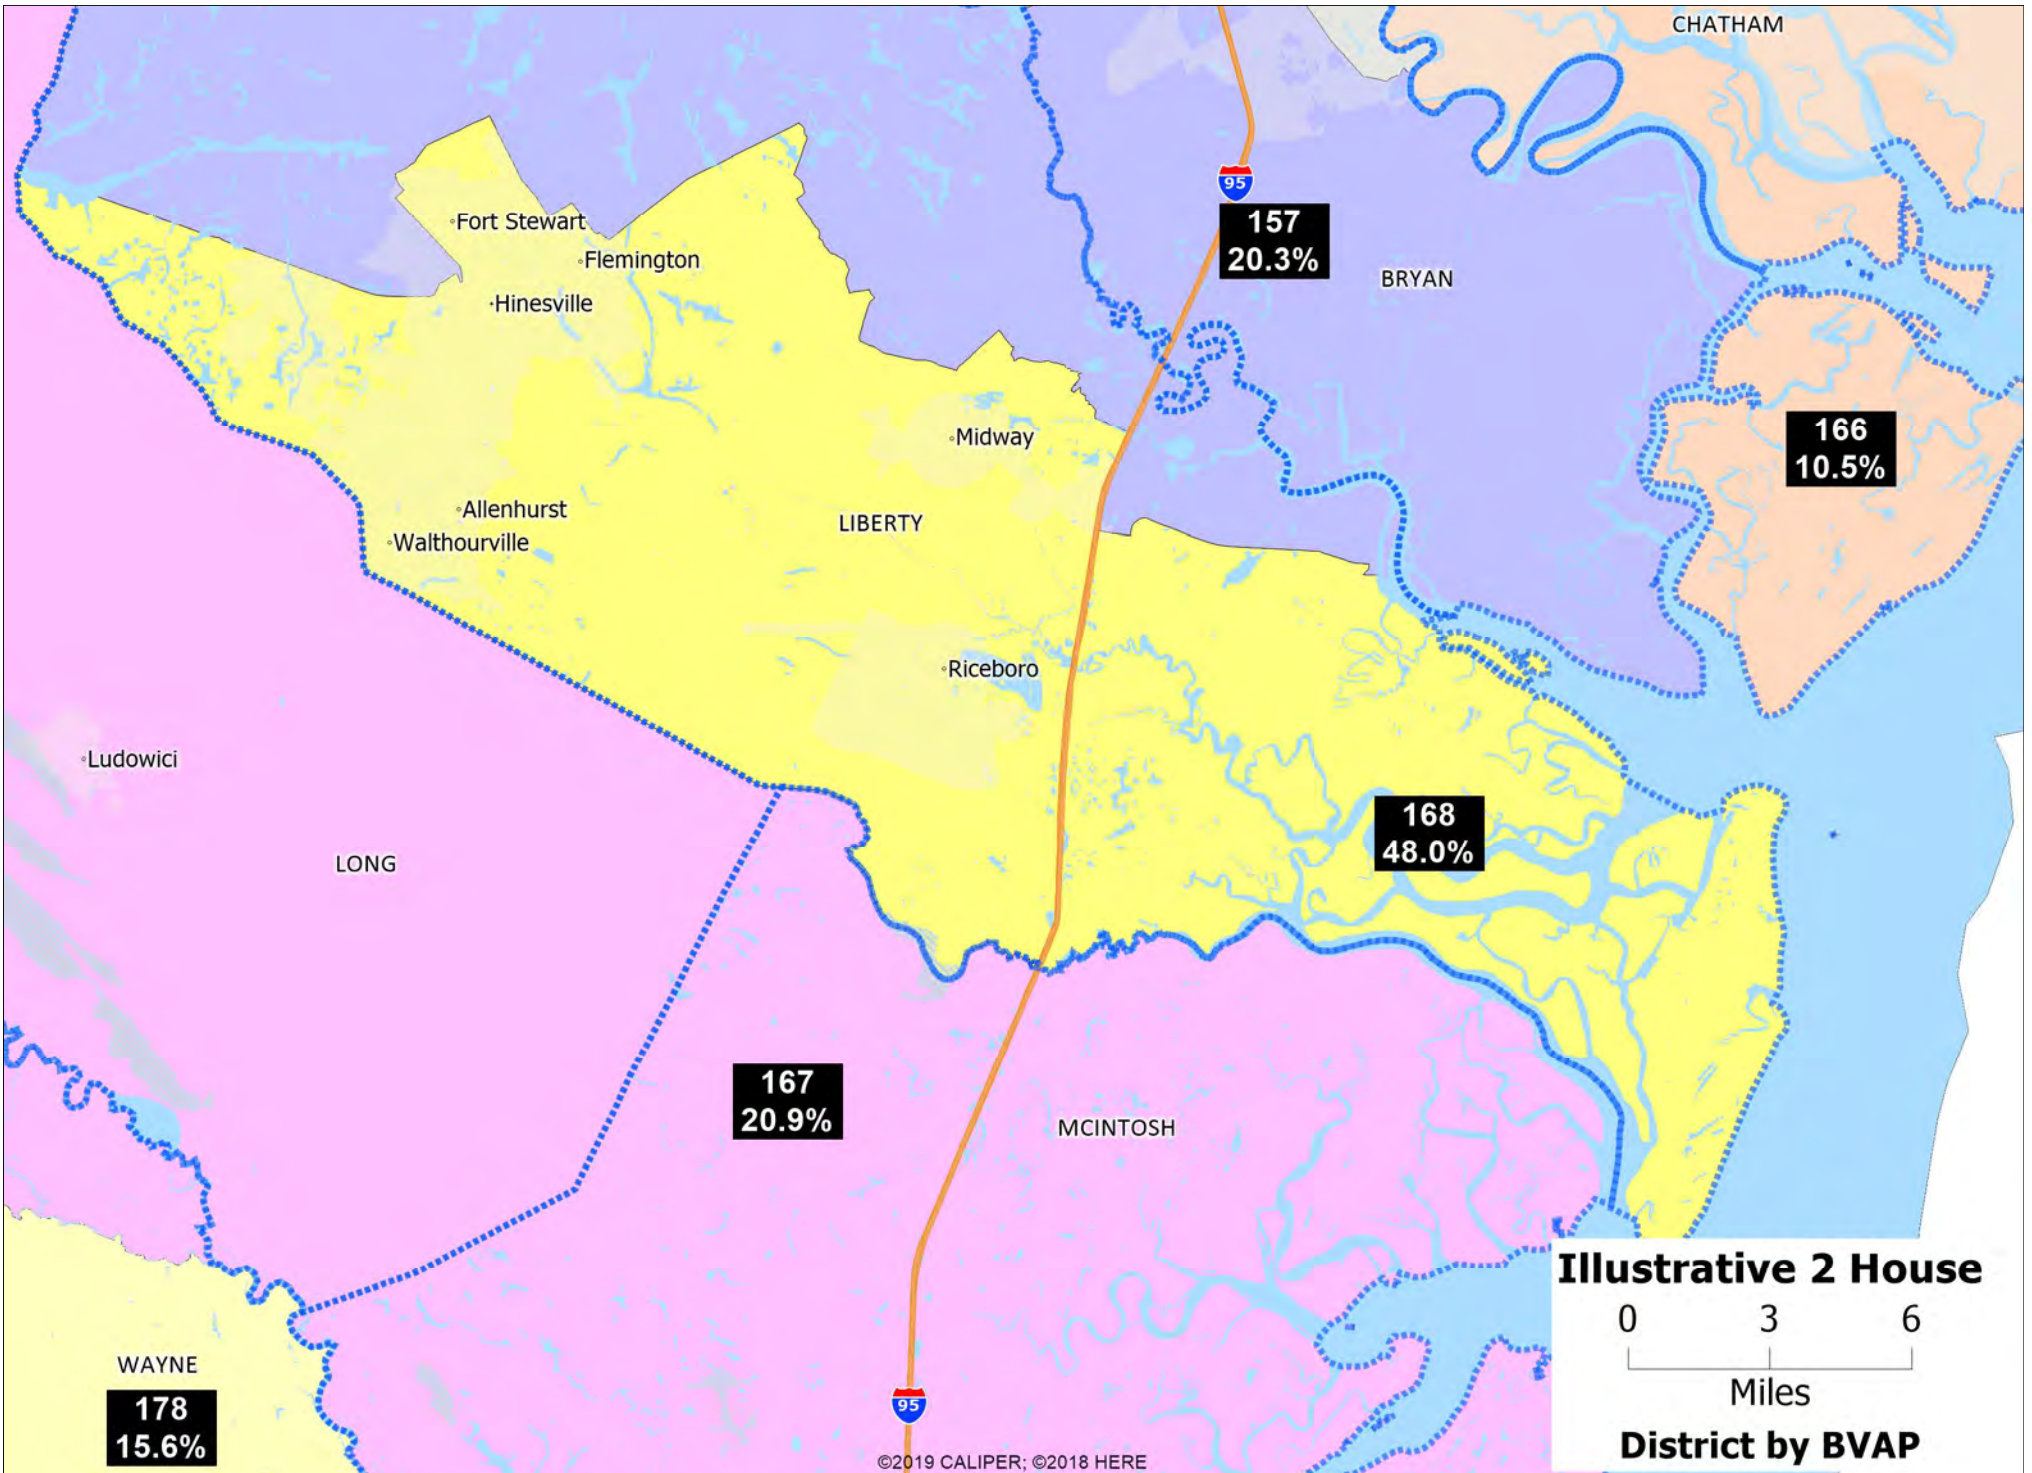 CHATHAM
95
157
20.3%
BRYAN
Fort Stewart
Flemington
Hinesville
166
10.5%
Midway
Allenhurst
LIBERTY
Walthourville
Riceboro
Ludowici
168
48.0%
LONG
167
20.9%
MCINTOSH
WAYNE
178
15.6%
95
©2019 CALIPER; ©2018 HERE
Illustrative 2 House
0 3 6
Miles
District by BVAP